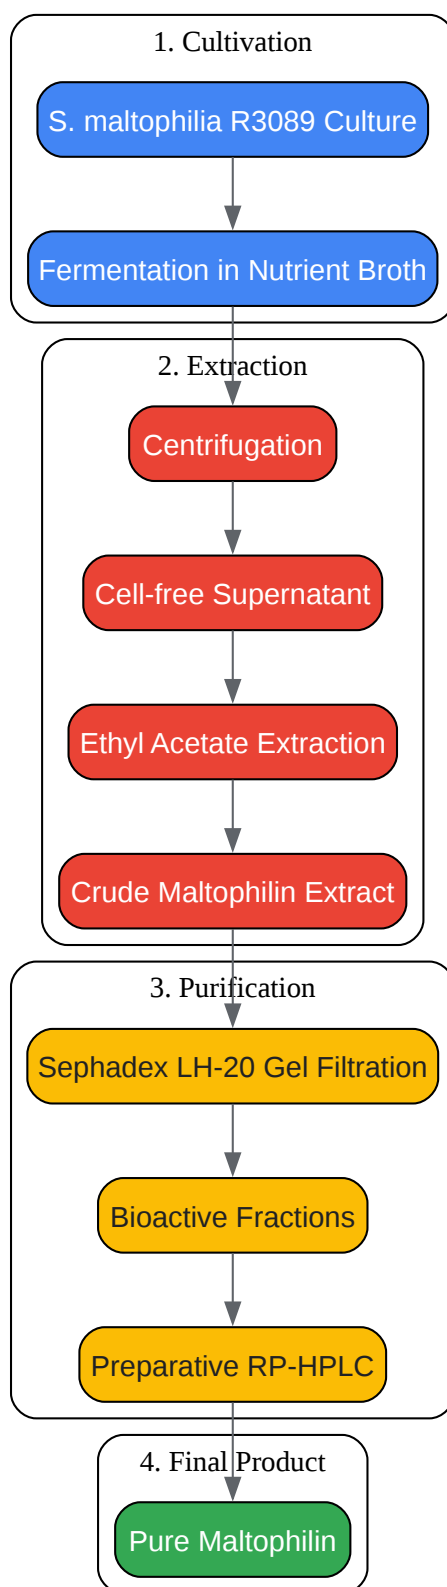 1. Cultivation
S. maltophilia R3089 Culture
Fermentation in Nutrient Broth
2. Extraction
Centrifugation
Cell-free Supernatant
Ethyl Acetate Extraction
Crude Maltophilin Extract
3. Purification
Sephadex LH-20 Gel Filtration
Bioactive Fractions
Preparative RP-HPLC
4. Final Product
Pure Maltophilin